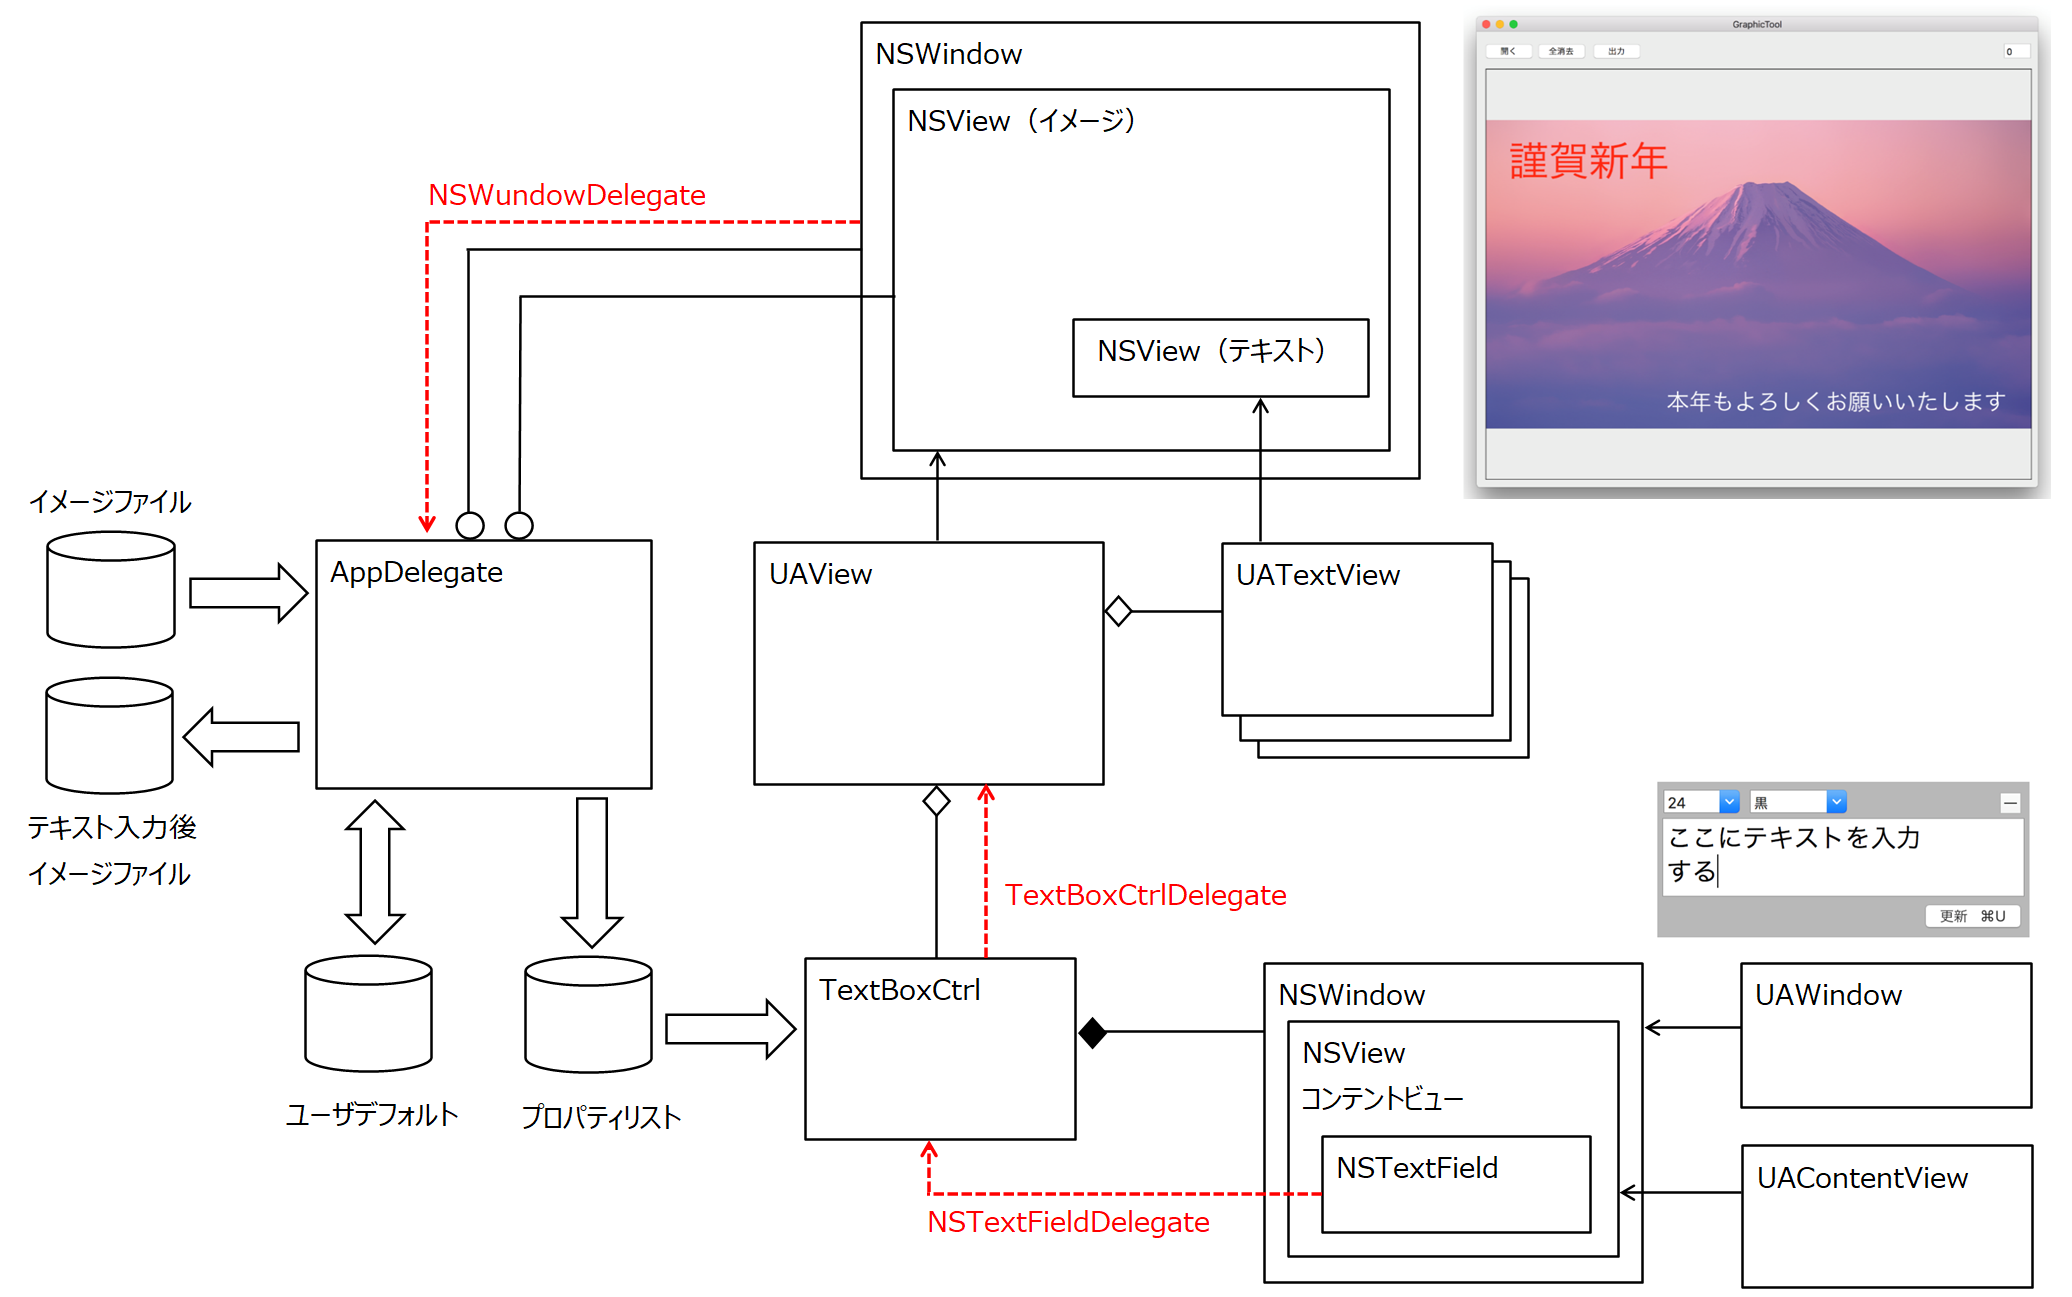 NSWindow
NSView（イメージ）
NSView（テキスト）
GraphicTool
開く
全消去
出力
0
謹賀新年
本年もよろしくお願いいたします
NSWundowDelegate
イメージファイル
AppDelegate
UAView
UATextView
テキスト入力後
イメージファイル
24
黒
ここにテキストを入力
する
更新 ⌘U
TextBoxCtrlDelegate
ユーザデフォルト
プロパティリスト
TextBoxCtrl
NSWindow
NSView
コンテントビュー
NSTextField
NSTextFieldDelegate
UAWindow
UAContentView